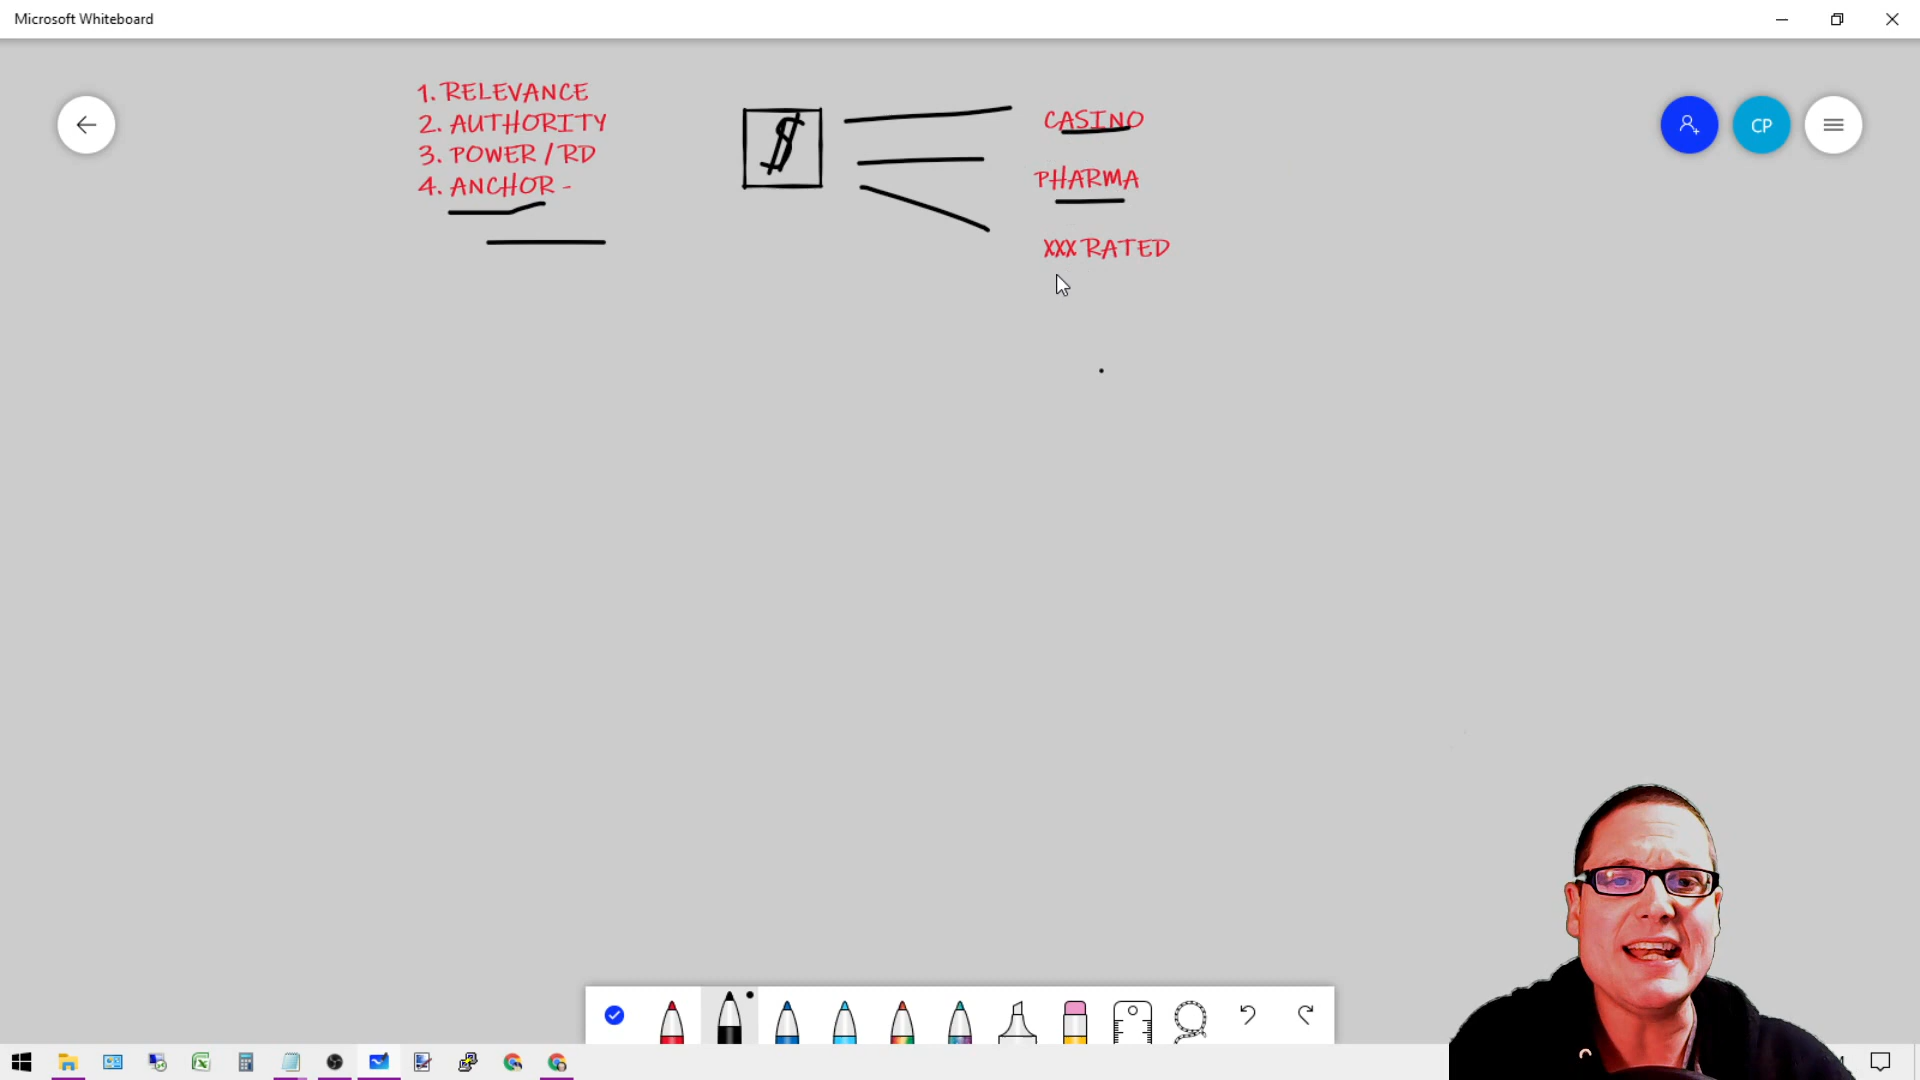 Microsoft Whiteboard
1. RELEVANCE
2. AUTHORITY
3. POWER / RD
4. ANCHOR -
$
CASINO
PHARMA
XXX RATED
CP